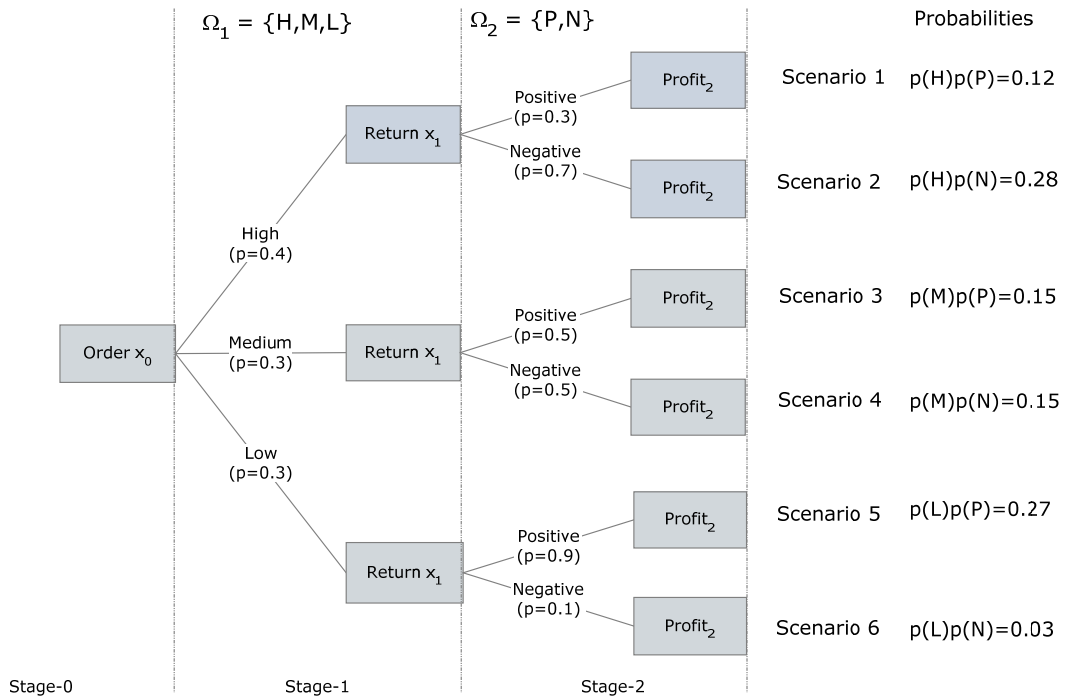 Ω1 = {H,M,L}
Ω2 = {P,N}
Probabilities
Profit2
Scenario 1
p(H)p(P)=0.12
Positive
(p=0.3)
Return x1
Negative
(p=0.7)
Profit2
Scenario 2
p(H)p(N)=0.28
High
(p=0.4)
Profit2
Scenario 3
p(M)p(P)=0.15
Positive
(p=0.5)
Order x0
Medium
(p=0.3)
Return x1
Negative
(p=0.5)
Profit2
Scenario 4
p(M)p(N)=0.15
Low
(p=0.3)
Profit2
Scenario 5
p(L)p(P)=0.27
Positive
(p=0.9)
Return x1
Negative
(p=0.1)
Profit2
Scenario 6
p(L)p(N)=0.03
Stage-0
Stage-1
Stage-2